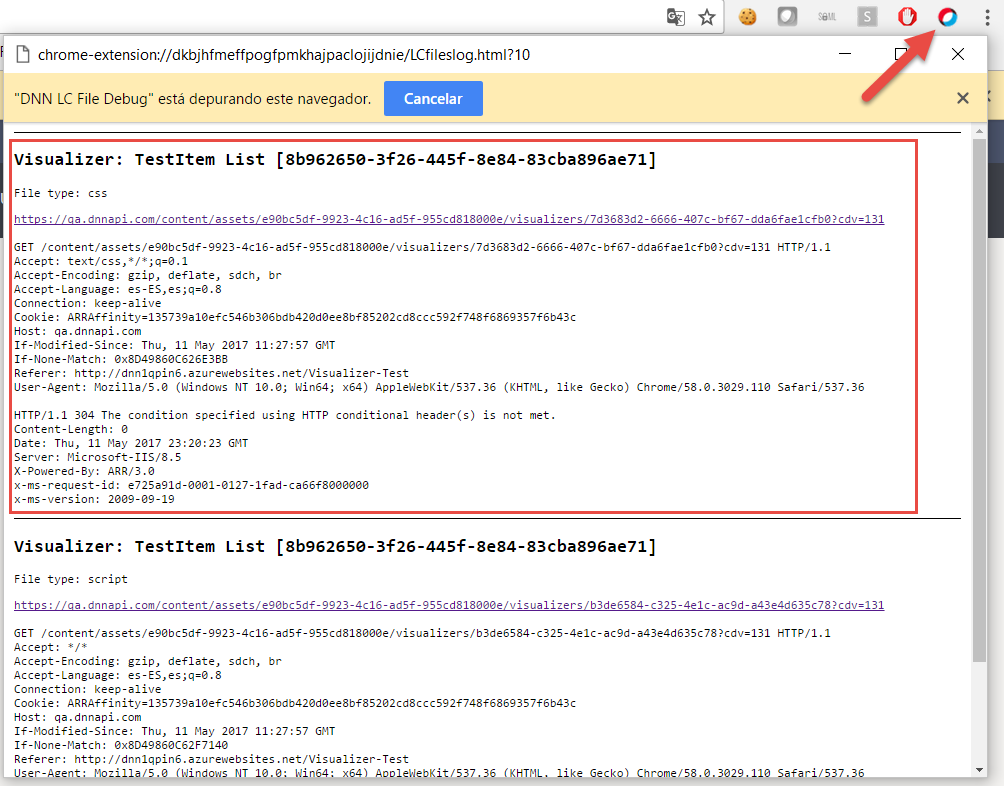 SAML
S
chrome-extension://dkbjhfmeffpogfpmkhajpaclojijdnie/LCfileslog.html?10
"DNN LC File Debug" está depurando este navegador.
Cancelar
Visualizer: TestItem List [8b962650-3f26-445f-8e84-83cba896ae71]
File type: css
https://qa.dnnapi.com/content/assets/e90bc5df-9923-4c16-ad5f-955cd818000e/visualizers/7d3683d2-6666-407c-bf67-dda6fae1cfb0?cdv=131
GET /content/assets/e90bc5df-9923-4c16-ad5f-955cd818000e/visualizers/7d3683d2-6666-407c-bf67-dda6fae1cfb0?cdv=131 HTTP/1.1
Accept: text/css,*/*;q=0.1
Accept-Encoding: gzip, deflate, sdch, br
Accept-Language: es-ES,es;q=0.8
Connection: keep-alive
Cookie: ARRAffinity=135739a10efc546b306bdb420d0ee8bf85202cd8ccc592f748f6869357f6b43c
Host: qa.dnnapi.com
If-Modified-Since: Thu, 11 May 2017 11:27:57 GMT
If-None-Match: 0x8D49860C626E3BB
Referer: http://dnn1qpin6.azurewebsites.net/Visualizer-Test
User-Agent: Mozilla/5.0 (Windows NT 10.0; Win64; x64) AppleWebKit/537.36 (KHTML, like Gecko) Chrome/58.0.3029.110 Safari/537.36
HTTP/1.1 304 The condition specified using HTTP conditional header(s) is not met.
Content-Length: 0
Date: Thu, 11 May 2017 23:20:23 GMT
Server: Microsoft-IIS/8.5
X-Powered-By: ARR/3.0
x-ms-request-id: e725a91d-0001-0127-1fad-ca66f8000000
x-ms-version: 2009-09-19
Visualizer: TestItem List [8b962650-3f26-445f-8e84-83cba896ae71]
File type: script
https://qa.dnnapi.com/content/assets/e90bc5df-9923-4c16-ad5f-955cd818000e/visualizers/b3de6584-c325-4e1c-ac9d-a43e4d635c78?cdv=131
GET /content/assets/e90bc5df-9923-4c16-ad5f-955cd818000e/visualizers/b3de6584-c325-4e1c-ac9d-a43e4d635c78?cdv=131 HTTP/1.1
Accept: */*
Accept-Encoding: gzip, deflate, sdch, br
Accept-Language: es-ES,es;q=0.8
Connection: keep-alive
Cookie: ARRAffinity=135739a10efc546b306bdb420d0ee8bf85202cd8ccc592f748f6869357f6b43c
Host: qa.dnnapi.com
If-Modified-Since: Thu, 11 May 2017 11:27:57 GMT
If-None-Match: 0x8D49860C62F7140
Referer: http://dnn1qpin6.azurewebsites.net/Visualizer-Test
User-Agent: Mozilla/5.0 (Windows NT 10.0; Win64; x64) AppleWebKit/537.36 (KHTML, like Gecko) Chrome/58.0.3029.110 Safari/537.36